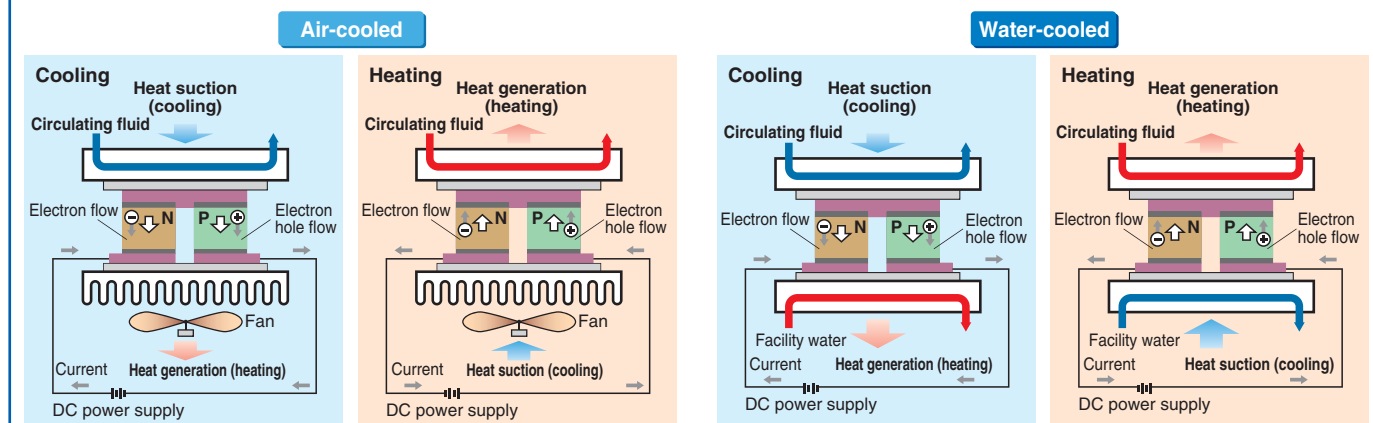 Air-cooled
Cooling
Heat suction
(cooling)
Circulating fluid
Electron flow
N
P
Electron
hole flow
Fan
Current
Heat generation (heating)
DC power supply
Heating
Heat generation
(heating)
Circulating fluid
Electron flow
N
P
Electron
hole flow
Fan
Current
Heat suction (cooling)
DC power supply
Water-cooled
Cooling
Heat suction
(cooling)
Circulating fluid
Electron flow
N
P
Electron
hole flow
Facility water
Current
Heat generation (heating)
DC power supply
Heating
Heat generation
(heating)
Circulating fluid
Electron flow
N
P
Electron
hole flow
Facility water
Current
Heat suction (cooling)
DC power supply